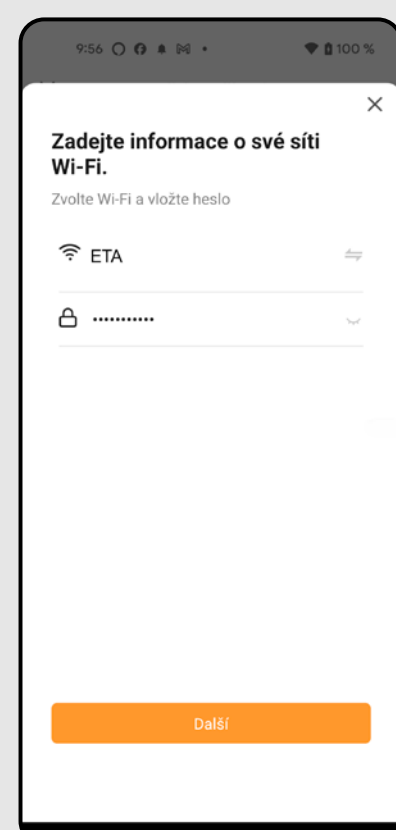 9:56 100 %
Zadejte informace o své síti
Wi-Fi.
Zvolte Wi-Fi a vložte heslo
ETA
•••••••••••
Další